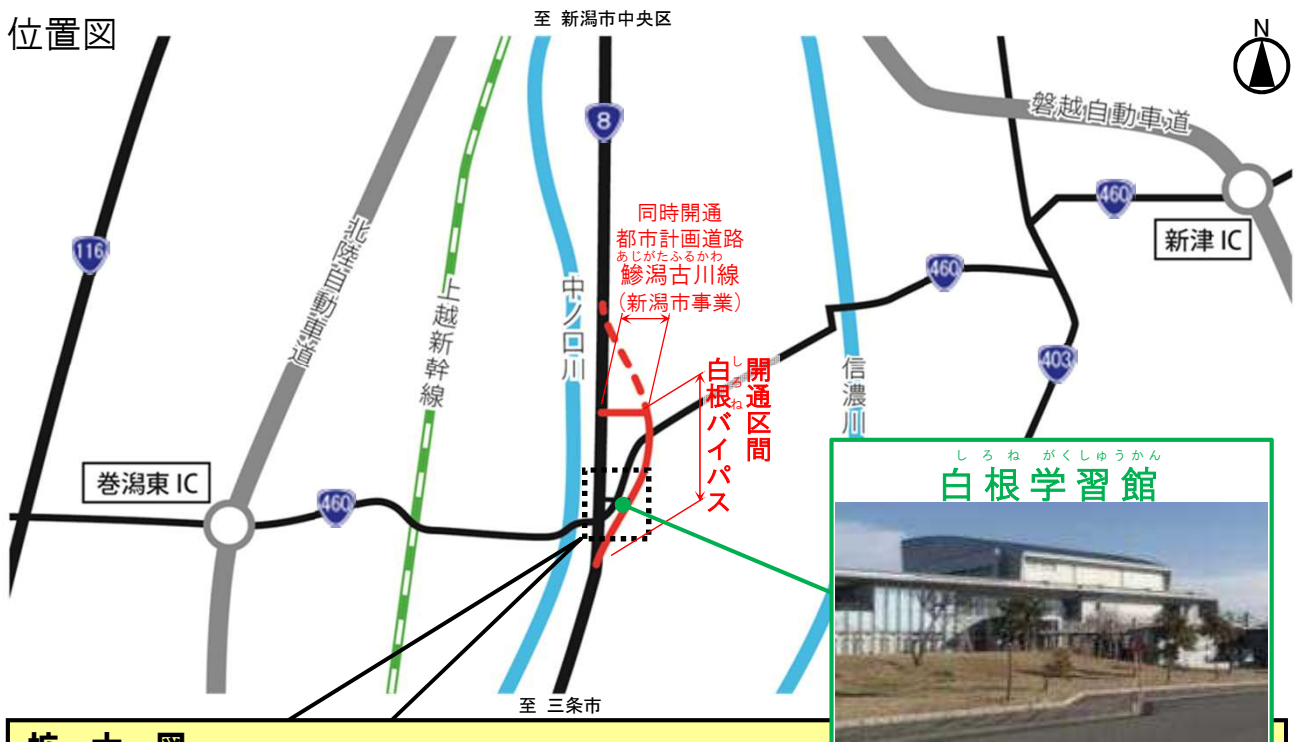 位置図
至 新潟市中央区
N
8
磐越自動車道
460
新津 IC
116
北陸自動車道
上越新幹線
中ノ口川
同時開通
都市計画道路
あじがたふるかわ
鰺潟古川線
（新潟市事業）
460
信濃川
403
開通区間
しろね
白根バイパス
巻潟東 IC
460
しろね がくしゅうかん
白根学習館
至 三条市
拡 大 図